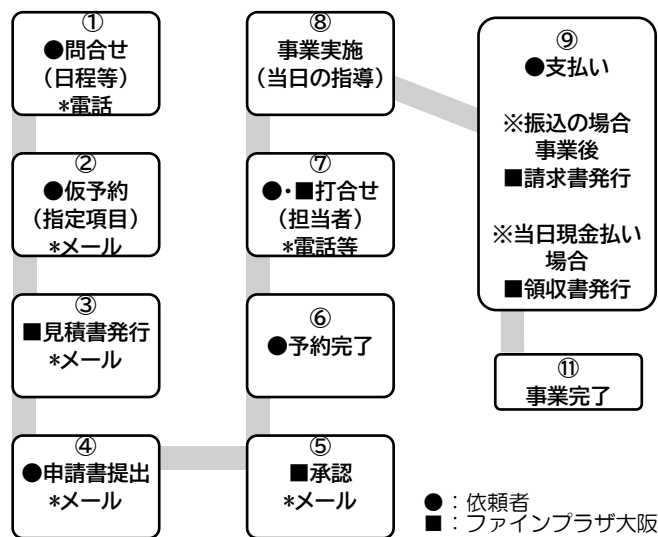 ①
●問合せ
(日程等)
*電話
②
●仮予約
(指定項目)
*メール
③
■見積書発行
*メール
④
●申請書提出
*メール
⑤
■承認
*メール
⑥
●予約完了
⑦
●・■打合せ
(担当者)
*電話等
⑧
事業実施
(当日の指導)
⑨
●支払い
※振込の場合
事業後
■請求書発行
※当日現金払い
場合
■領収書発行
⑪
事業完了
●：依頼者
■：ファインプラザ大阪